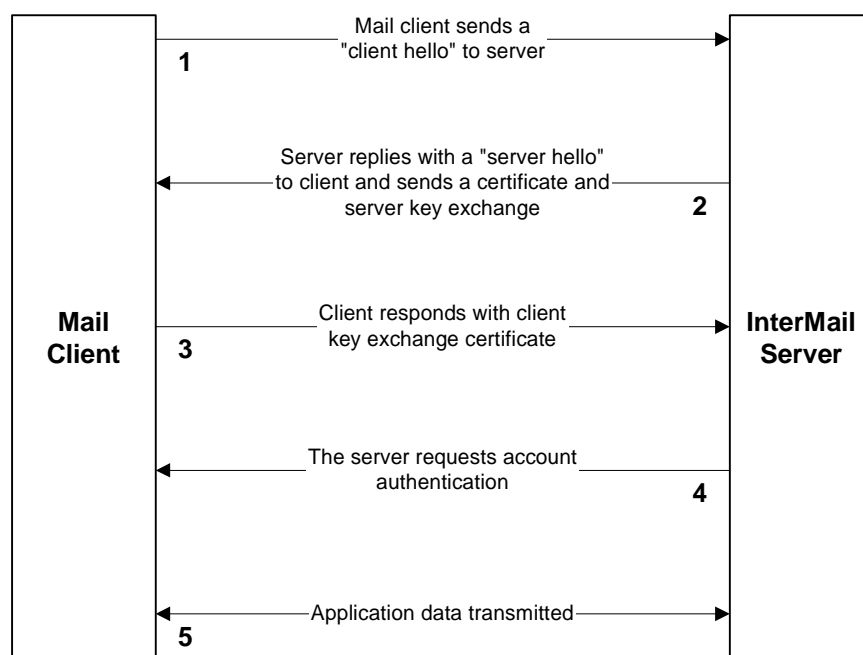 Mail client sends a
"client hello" to server
1
Server replies with a "server hello"
to client and sends a certificate and
server key exchange
2
Mail
Client
Client responds with client
key exchange certificate
3
InterMail
Server
The server requests account
authentication
4
Application data transmitted
5